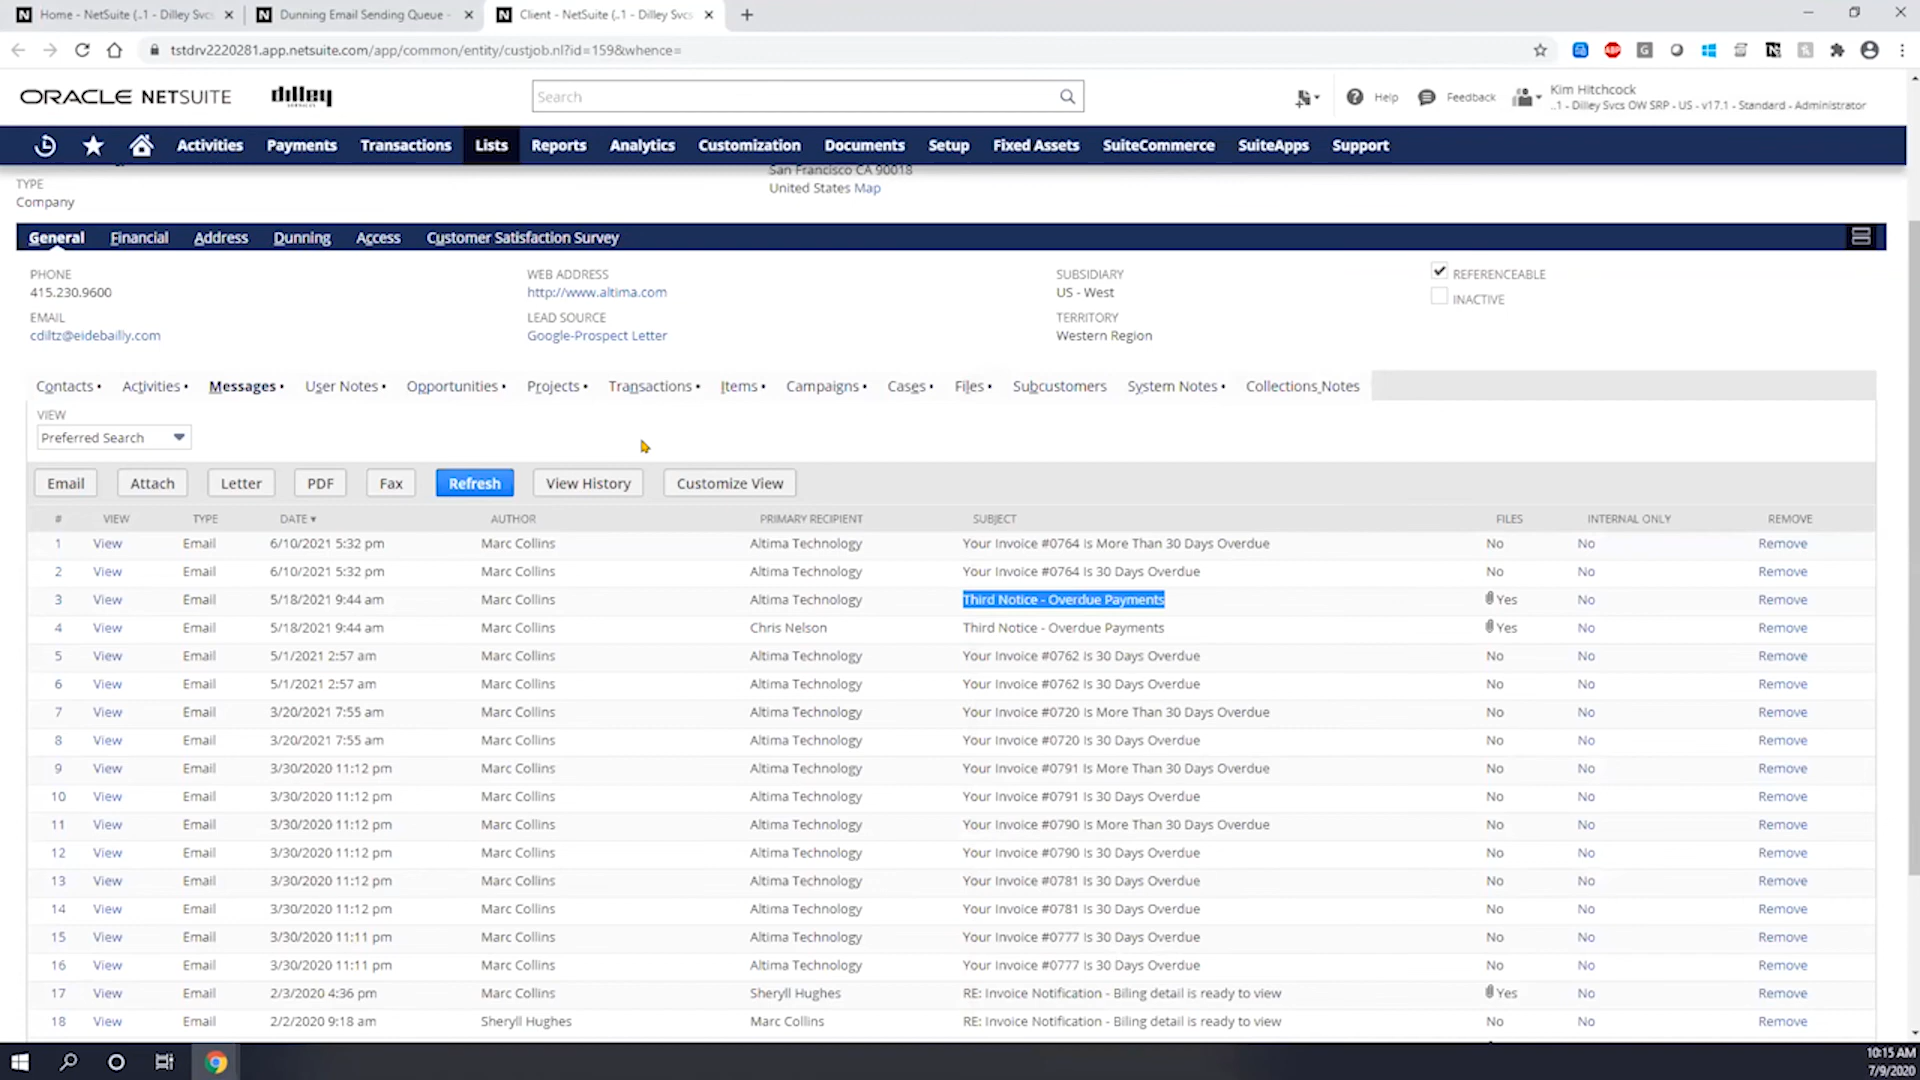 Home - NetSuite (..1 - Dilley Svcs
Dunning Email Sending Queue -
Client - NetSuite (..1 - Dilley Svcs
tstdrv2220281.app.netsuite.com/app/common/entity/custjob.nl?id=159&whence=
ORACLE NETSUITE
dilley
Search
Help
Feedback
Kim Hitchcock
..1 - Dilley Svcs OW SRP - US - v17.1 - Standard - Administrator
Activities Payments Transactions Lists Reports Analytics Customization Documents Setup Fixed Assets SuiteCommerce SuiteApps Support
San Francisco CA 90018
TYPE
United States Map
Company
General Financial Address Dunning Access Customer Satisfaction Survey
PHONE WEB ADDRESS SUBSIDIARY REFERENCEABLE
415.230.9600 http://www.altima.com US - West
INACTIVE
EMAIL LEAD SOURCE TERRITORY
cdiltz@eidebailly.com Google-Prospect Letter Western Region
Contacts • Activities • Messages • User Notes • Opportunities • Projects • Transactions • Items • Campaigns • Cases • Files • Subcustomers System Notes • Collections Notes
VIEW
Preferred Search
Email Attach Letter PDF Fax Refresh View History Customize View
# VIEW TYPE DATE ▾ AUTHOR PRIMARY RECIPIENT SUBJECT FILES INTERNAL ONLY REMOVE
1 View Email 6/10/2021 5:32 pm Marc Collins Altima Technology Your Invoice #0764 Is More Than 30 Days Overdue No No Remove
2 View Email 6/10/2021 5:32 pm Marc Collins Altima Technology Your Invoice #0764 Is 30 Days Overdue No No Remove
3 View Email 5/18/2021 9:44 am Marc Collins Altima Technology Third Notice - Overdue Payments Yes No Remove
4 View Email 5/18/2021 9:44 am Marc Collins Chris Nelson Third Notice - Overdue Payments Yes No Remove
5 View Email 5/1/2021 2:57 am Marc Collins Altima Technology Your Invoice #0762 Is 30 Days Overdue No No Remove
6 View Email 5/1/2021 2:57 am Marc Collins Altima Technology Your Invoice #0762 Is 30 Days Overdue No No Remove
7 View Email 3/20/2021 7:55 am Marc Collins Altima Technology Your Invoice #0720 Is More Than 30 Days Overdue No No Remove
8 View Email 3/20/2021 7:55 am Marc Collins Altima Technology Your Invoice #0720 Is 30 Days Overdue No No Remove
9 View Email 3/30/2020 11:12 pm Marc Collins Altima Technology Your Invoice #0791 Is More Than 30 Days Overdue No No Remove
10 View Email 3/30/2020 11:12 pm Marc Collins Altima Technology Your Invoice #0791 Is 30 Days Overdue No No Remove
11 View Email 3/30/2020 11:12 pm Marc Collins Altima Technology Your Invoice #0790 Is More Than 30 Days Overdue No No Remove
12 View Email 3/30/2020 11:12 pm Marc Collins Altima Technology Your Invoice #0790 Is 30 Days Overdue No No Remove
13 View Email 3/30/2020 11:12 pm Marc Collins Altima Technology Your Invoice #0781 Is 30 Days Overdue No No Remove
14 View Email 3/30/2020 11:12 pm Marc Collins Altima Technology Your Invoice #0781 Is 30 Days Overdue No No Remove
15 View Email 3/30/2020 11:11 pm Marc Collins Altima Technology Your Invoice #0777 Is 30 Days Overdue No No Remove
16 View Email 3/30/2020 11:11 pm Marc Collins Altima Technology Your Invoice #0777 Is 30 Days Overdue No No Remove
17 View Email 2/3/2020 4:36 pm Marc Collins Sheryll Hughes RE: Invoice Notification - Biling detail is ready to view Yes No Remove
18 View Email 2/2/2020 9:18 am Sheryll Hughes Marc Collins RE: Invoice Notification - Biling detail is ready to view No No Remove
10:15 AM
7/9/2020